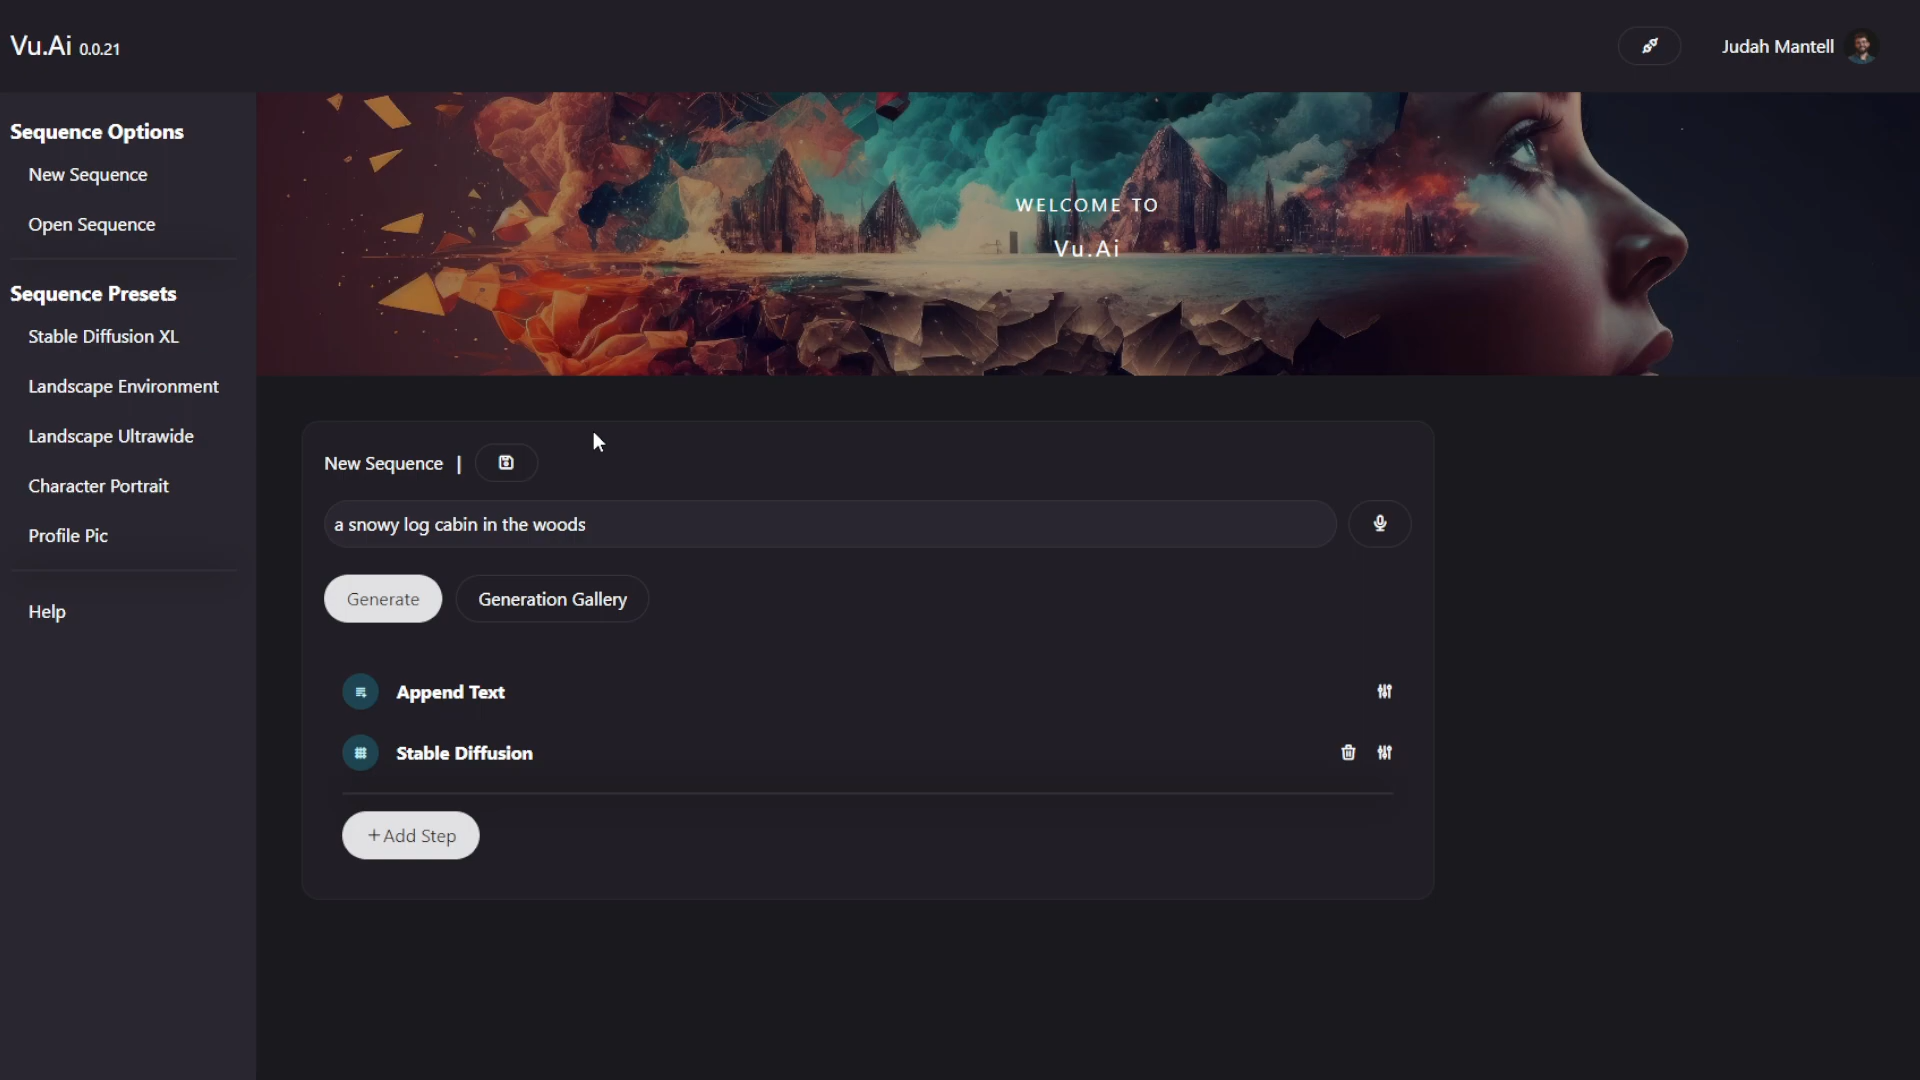 Vu.Ai 0.0.21
Judah Mantell
Sequence Options
New Sequence
Open Sequence
Sequence Presets
Stable Diffusion XL
Landscape Environment
Landscape Ultrawide
Character Portrait
Profile Pic
Help
WELCOME TO
Vu.Ai
New Sequence |
a snowy log cabin in the woods
Generate
Generation Gallery
Append Text
Stable Diffusion
+Add Step